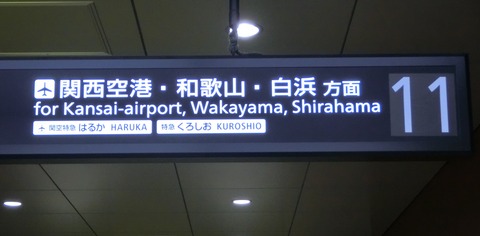 関西空港・和歌山・白浜 方面
for Kansai-airport, Wakayama, Shirahama
関空特急 はるか HARUKA 特急 くろしお KUROSHIO
11